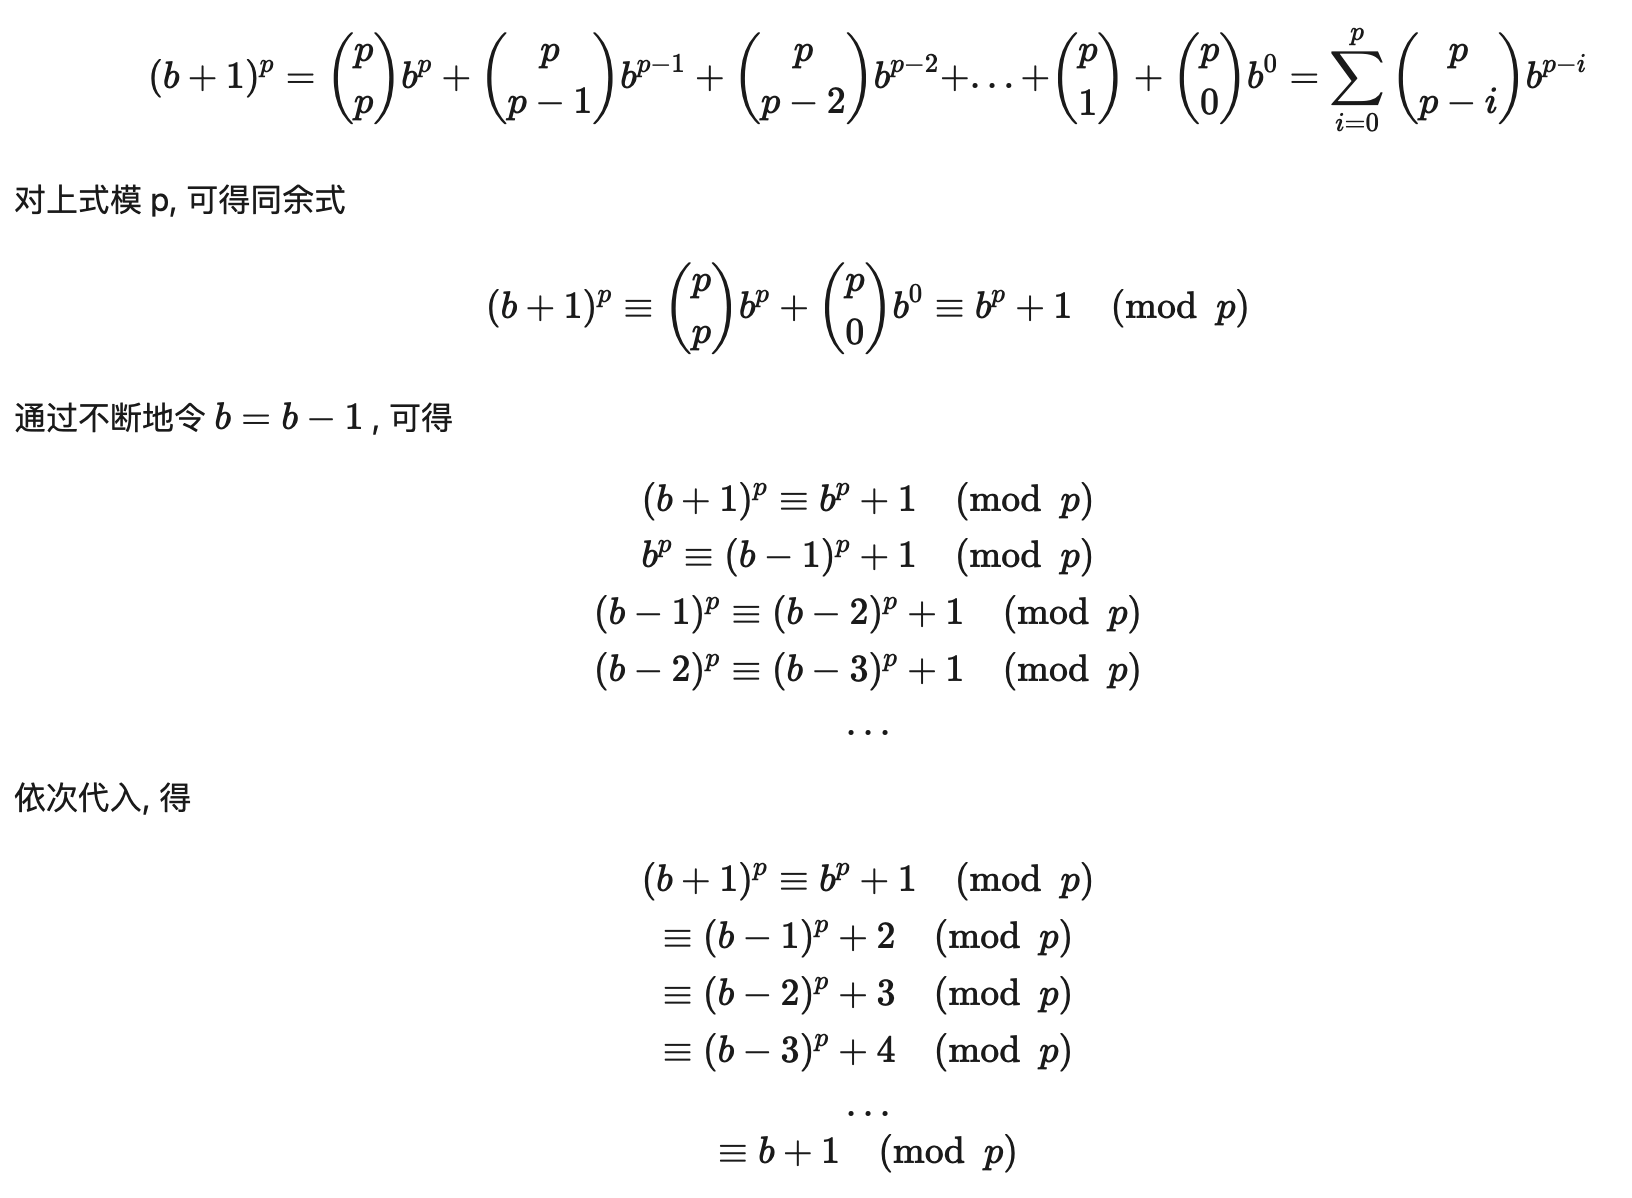 $(b+1)^p = \binom{p}{p} b^p + \binom{p}{p-1} b^{p-1} + \binom{p}{p-2} b^{p-2} + \ldots + \binom{p}{1} + \binom{p}{0} b^0 = \sum_{i=0}^{p} \binom{p}{p-i} b^{p-i}$
对上式模 p, 可得同余式
$(b+1)^p \equiv \binom{p}{p} b^p + \binom{p}{0} b^0 \equiv b^p + 1 \pmod p$
通过不断地令 $b = b - 1$ , 可得
$(b+1)^p \equiv b^p + 1 \pmod p$
$b^p \equiv (b-1)^p + 1 \pmod p$
$(b-1)^p \equiv (b-2)^p + 1 \pmod p$
$(b-2)^p \equiv (b-3)^p + 1 \pmod p$
$\ldots$
依次代入, 得
$(b+1)^p \equiv b^p + 1 \pmod p$
$\equiv (b-1)^p + 2 \pmod p$
$\equiv (b-2)^p + 3 \pmod p$
$\equiv (b-3)^p + 4 \pmod p$
$\ldots$
$\equiv b + 1 \pmod p$